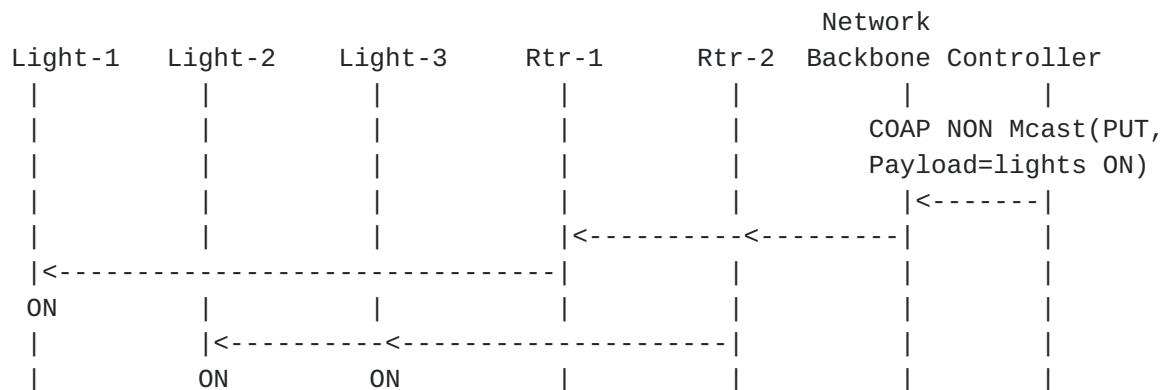 Network
Light-1 Light-2 Light-3 Rtr-1 Rtr-2 Backbone Controller
COAP NON Mcast(PUT,
Payload=lights ON)
ON
ON ON